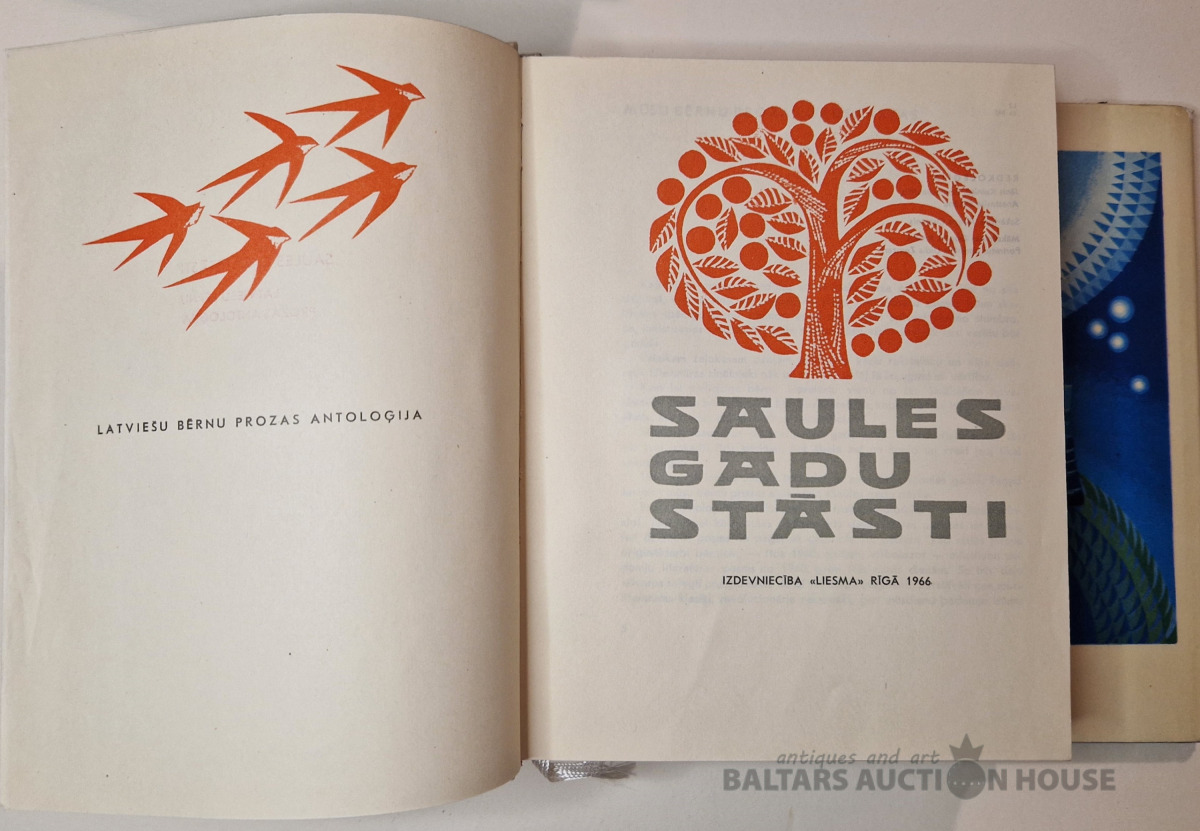 LATVIEŠU BĒRNU PROZAS ANTOLOĢIJA
SAULES
GADU
STĀSTI
IZDEVNIECĪBA «LIESMA» RĪGĀ 1966
antiques and art
BALTARS AUCTION HOUSE